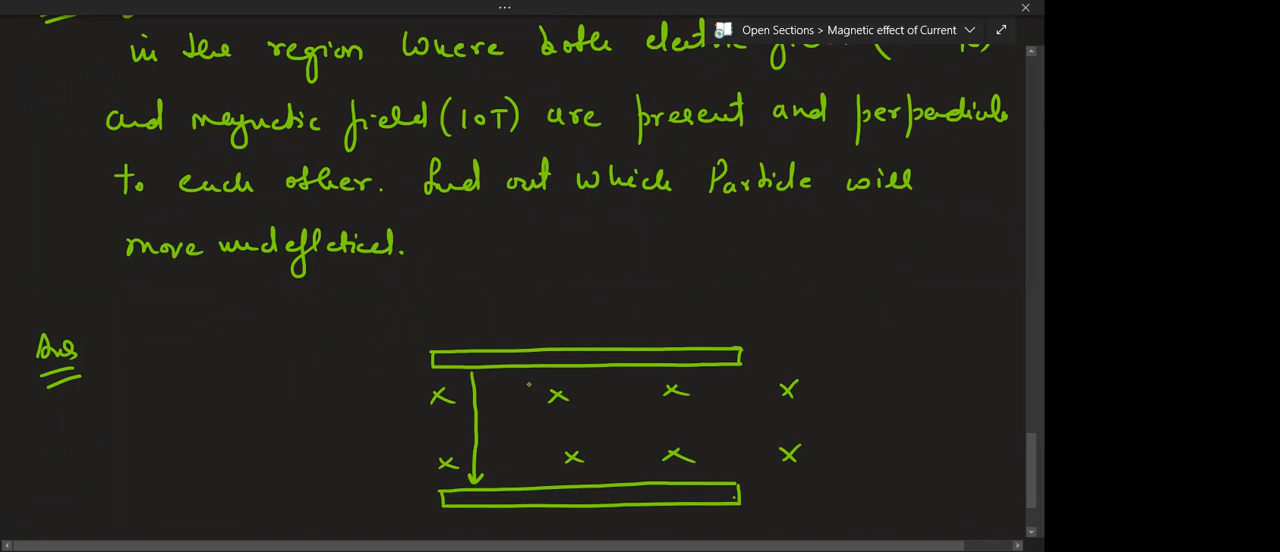 Open Sections > Magnetic effect of Current
in the region where both electric
and magnetic field (10T) are present and perpendicular
to each other. find out which Particle will
move undeflected.
Ans